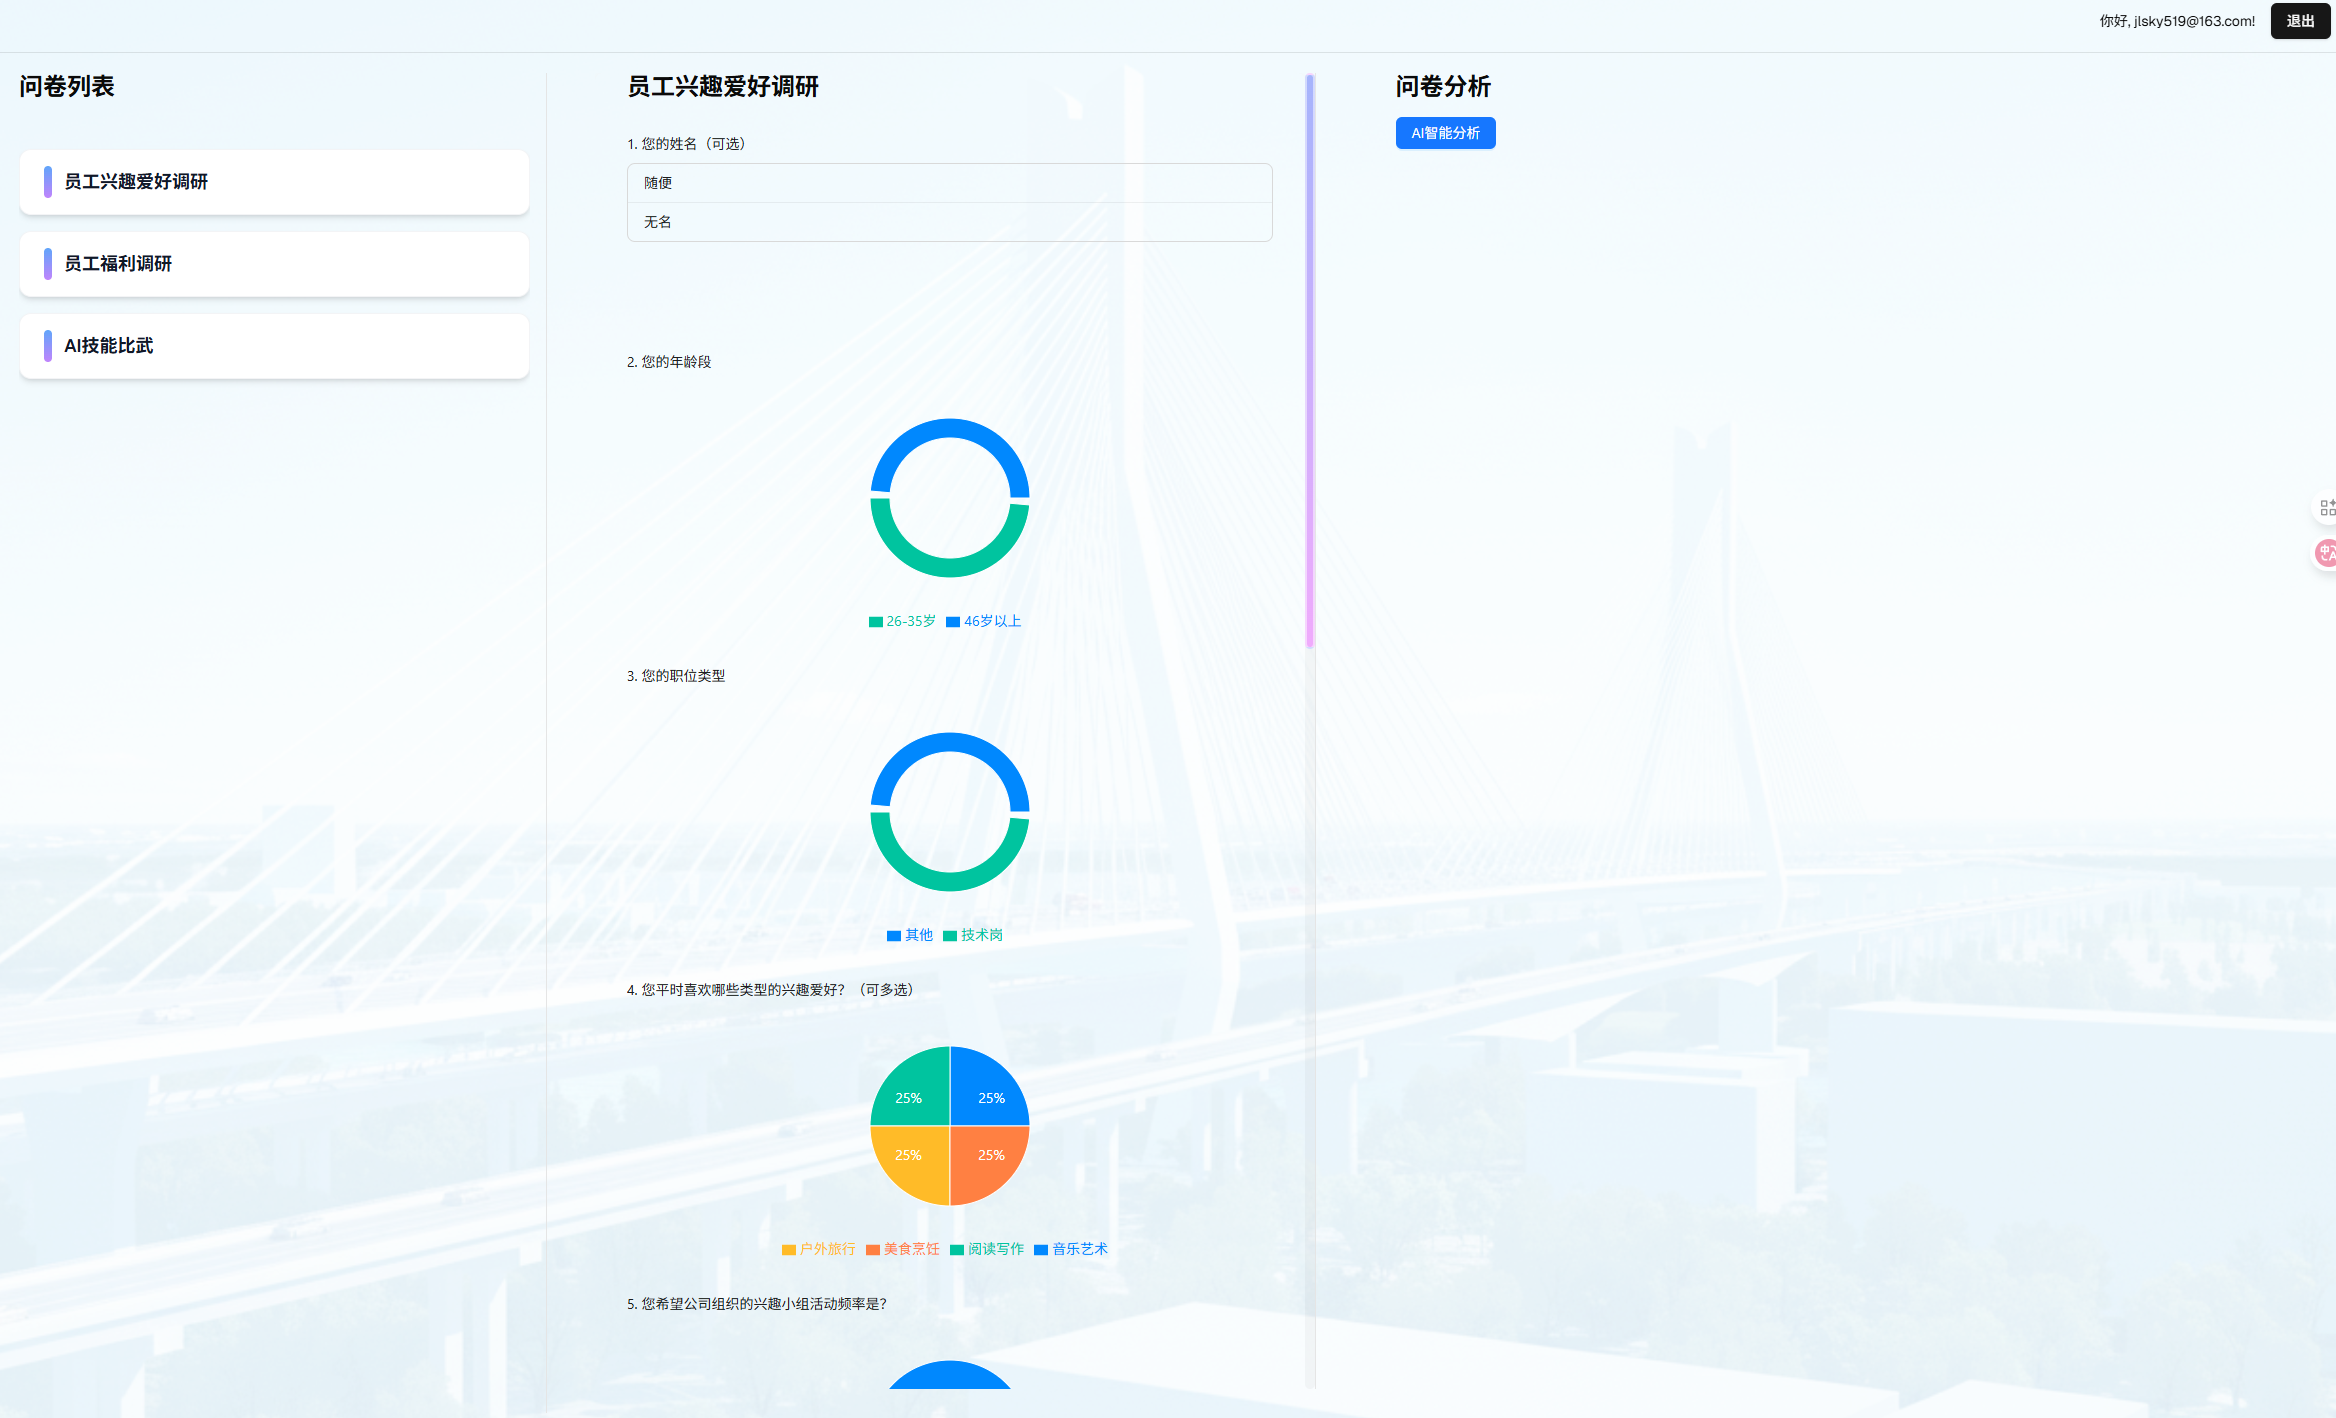 你好, jlsky519@163.com!
退出
问卷列表
员工兴趣爱好调研
员工福利调研
AI技能比武
员工兴趣爱好调研
1. 您的姓名（可选）
随便
无名
2. 您的年龄段
26-35岁 46岁以上
3. 您的职位类型
其他 技术岗
4. 您平时喜欢哪些类型的兴趣爱好？（可多选）
25% 25%
25% 25%
户外旅行 美食烹饪 阅读写作 音乐艺术
5. 您希望公司组织的兴趣小组活动频率是？
问卷分析
AI智能分析